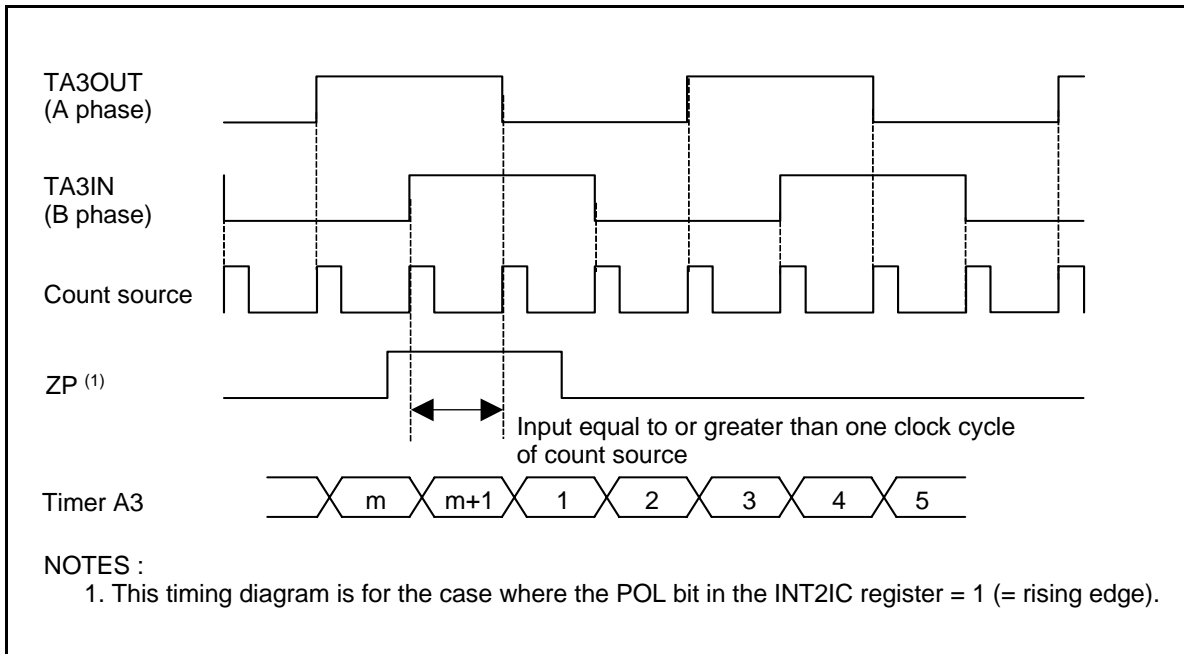 TA3OUT
(A phase)
TA3IN
(B phase)
Count source
ZP (1)
Input equal to or greater than one clock cycle
of count source
Timer A3
m m+1 1 2 3 4 5
NOTES :
1. This timing diagram is for the case where the POL bit in the INT2IC register = 1 (= rising edge).